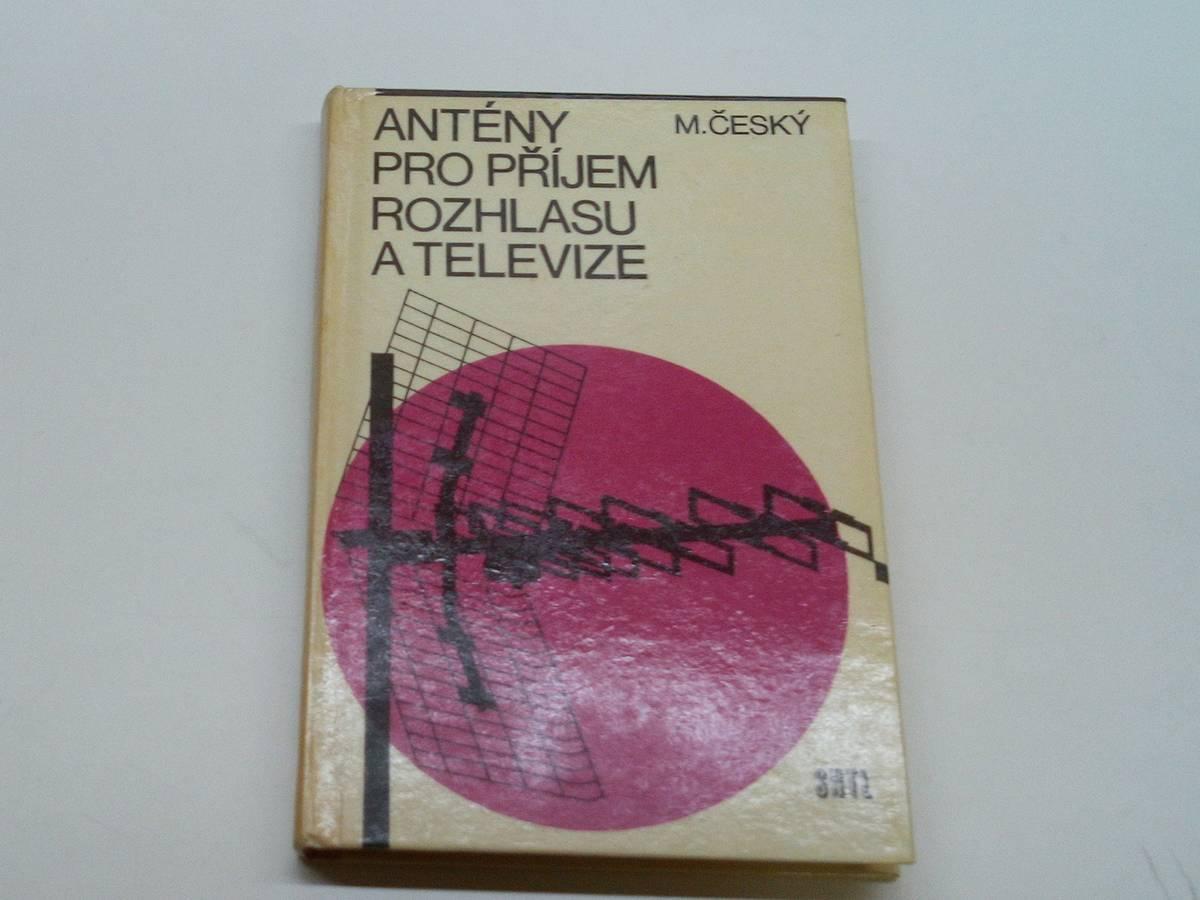 ANTÉNY
PRO PŘÍJEM
ROZHLASU
A TELEVIZE
M.ČESKÝ
SNTL